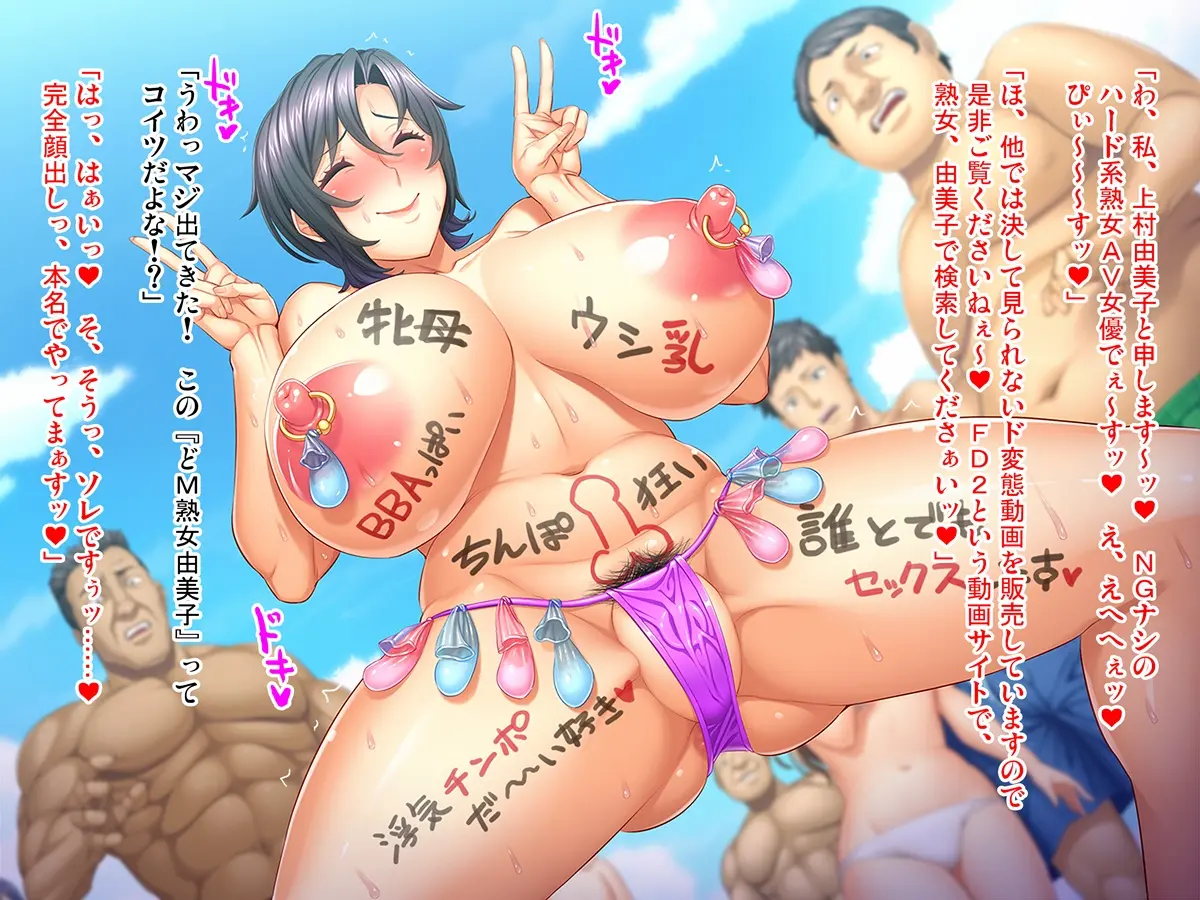 「わ、私、上村由美子と申します～ッ♥　ＮＧナシの
ハード系熟女ＡＶ女優でぇ～すッ♥　え、えへへぇッ♥
ぴぃ～～～すッ♥」
「ほ、他では決して見られないド変態動画を販売していますので
是非ご覧くださいねぇ～♥　ＦＤ２という動画サイトで、
熟女、由美子で検索してくださぁいッ♥」
「うわっマジ出てきた！　この『どＭ熟女由美子』って
コイツだよな！？」
「はっ、はぁいっ♥　そ、そうっ、ソレですぅッ……♥
完全顔出しっ、本名でやってまぁすッ♥」
ドき♥
ドき♥
ドドき♥
牝母
ウシ乳
BBAっぱい
ちんぽ
狂い
誰とでも
セックス
す♥
浮気チンポ
だ～～い好き♥